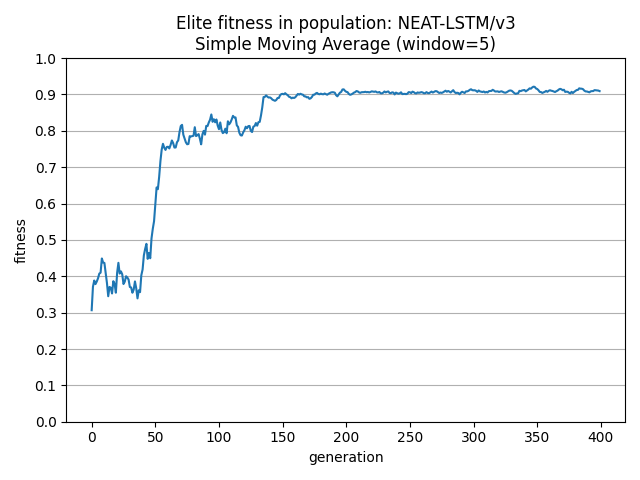 Elite fitness in population: NEAT-LSTM/v3
Simple Moving Average (window=5)
1.0
0.9
0.8
0.7
0.6
0.5
0.4
0.3
0.2
0.1
0.0
fitness
0 50 100 150 200 250 300 350 400
generation